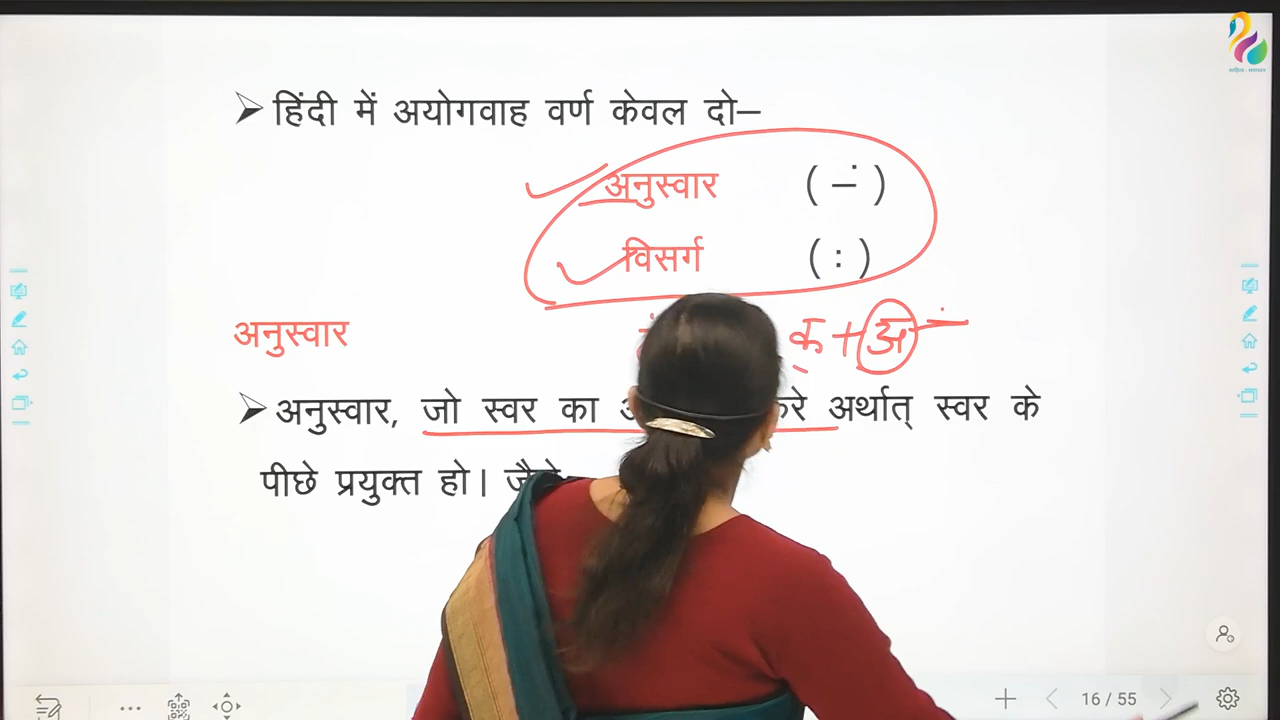 ➢ हिंदी में अयोगवाह वर्ण केवल दो–
अनुस्वार ( –ं )
विसर्ग ( : )
अनुस्वार क + अ –ं
➢ अनुस्वार, जो स्वर का अर्थात् स्वर के
पीछे प्रयुक्त हो। जैसे–
16 / 55